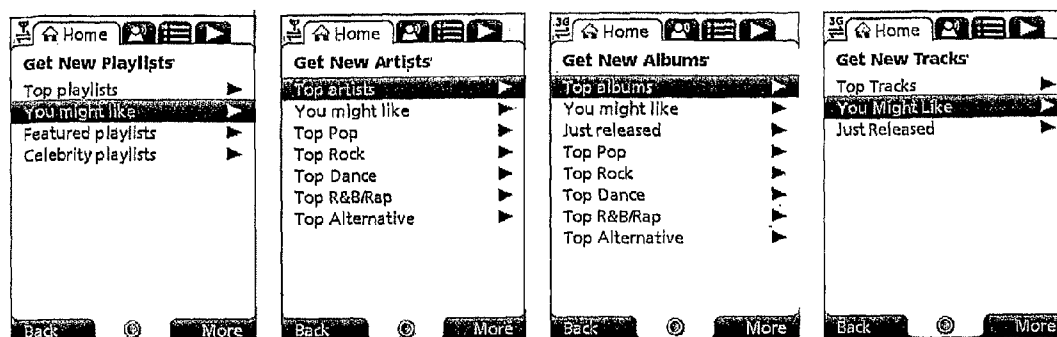 Home
Get New Playlists
Top playlists
You might like
Featured playlists
Celebrity playlists
Back More
Home
Get New Artists
Top artists
You might like
Top Pop
Top Rock
Top Dance
Top R&B/Rap
Top Alternative
Back More
3G Home
Get New Albums
Top albums
You might like
Just released
Top Pop
Top Rock
Top Dance
Top R&B/Rap
Top Alternative
Back More
3G Home
Get New Tracks
Top Tracks
You Might Like
Just Released
Back More